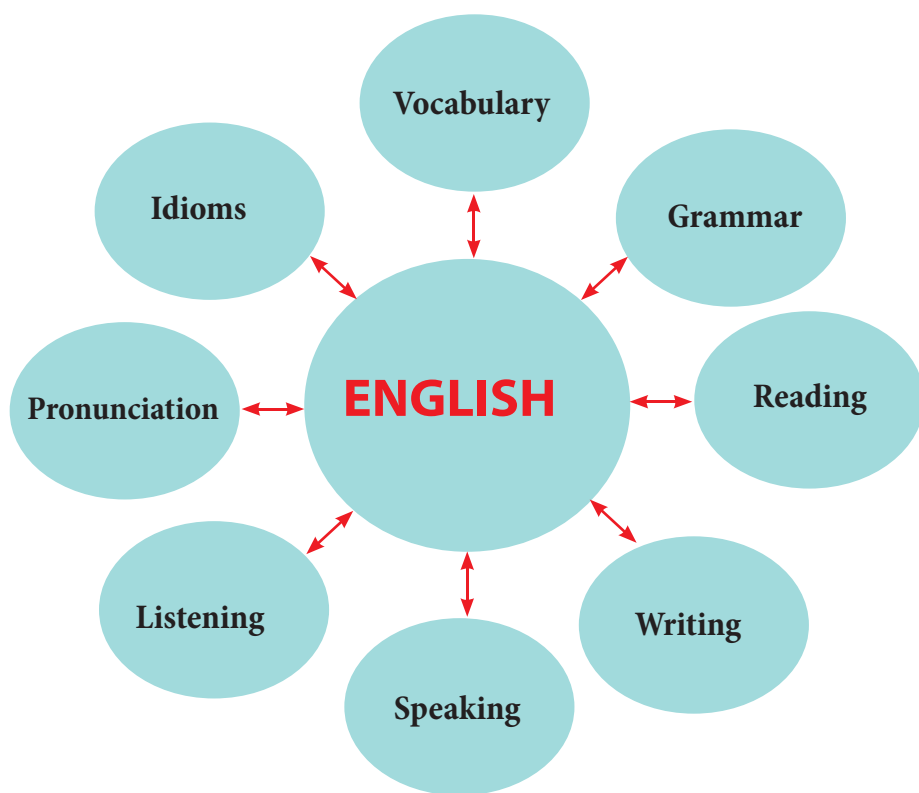 Vocabulary
Idioms
Grammar
ENGLISH
Reading
Pronunciation
Listening
Writing
Speaking